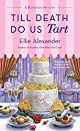 A Bakeshop Mystery
TILL DEATH
DO US Tart
Ellie Alexander